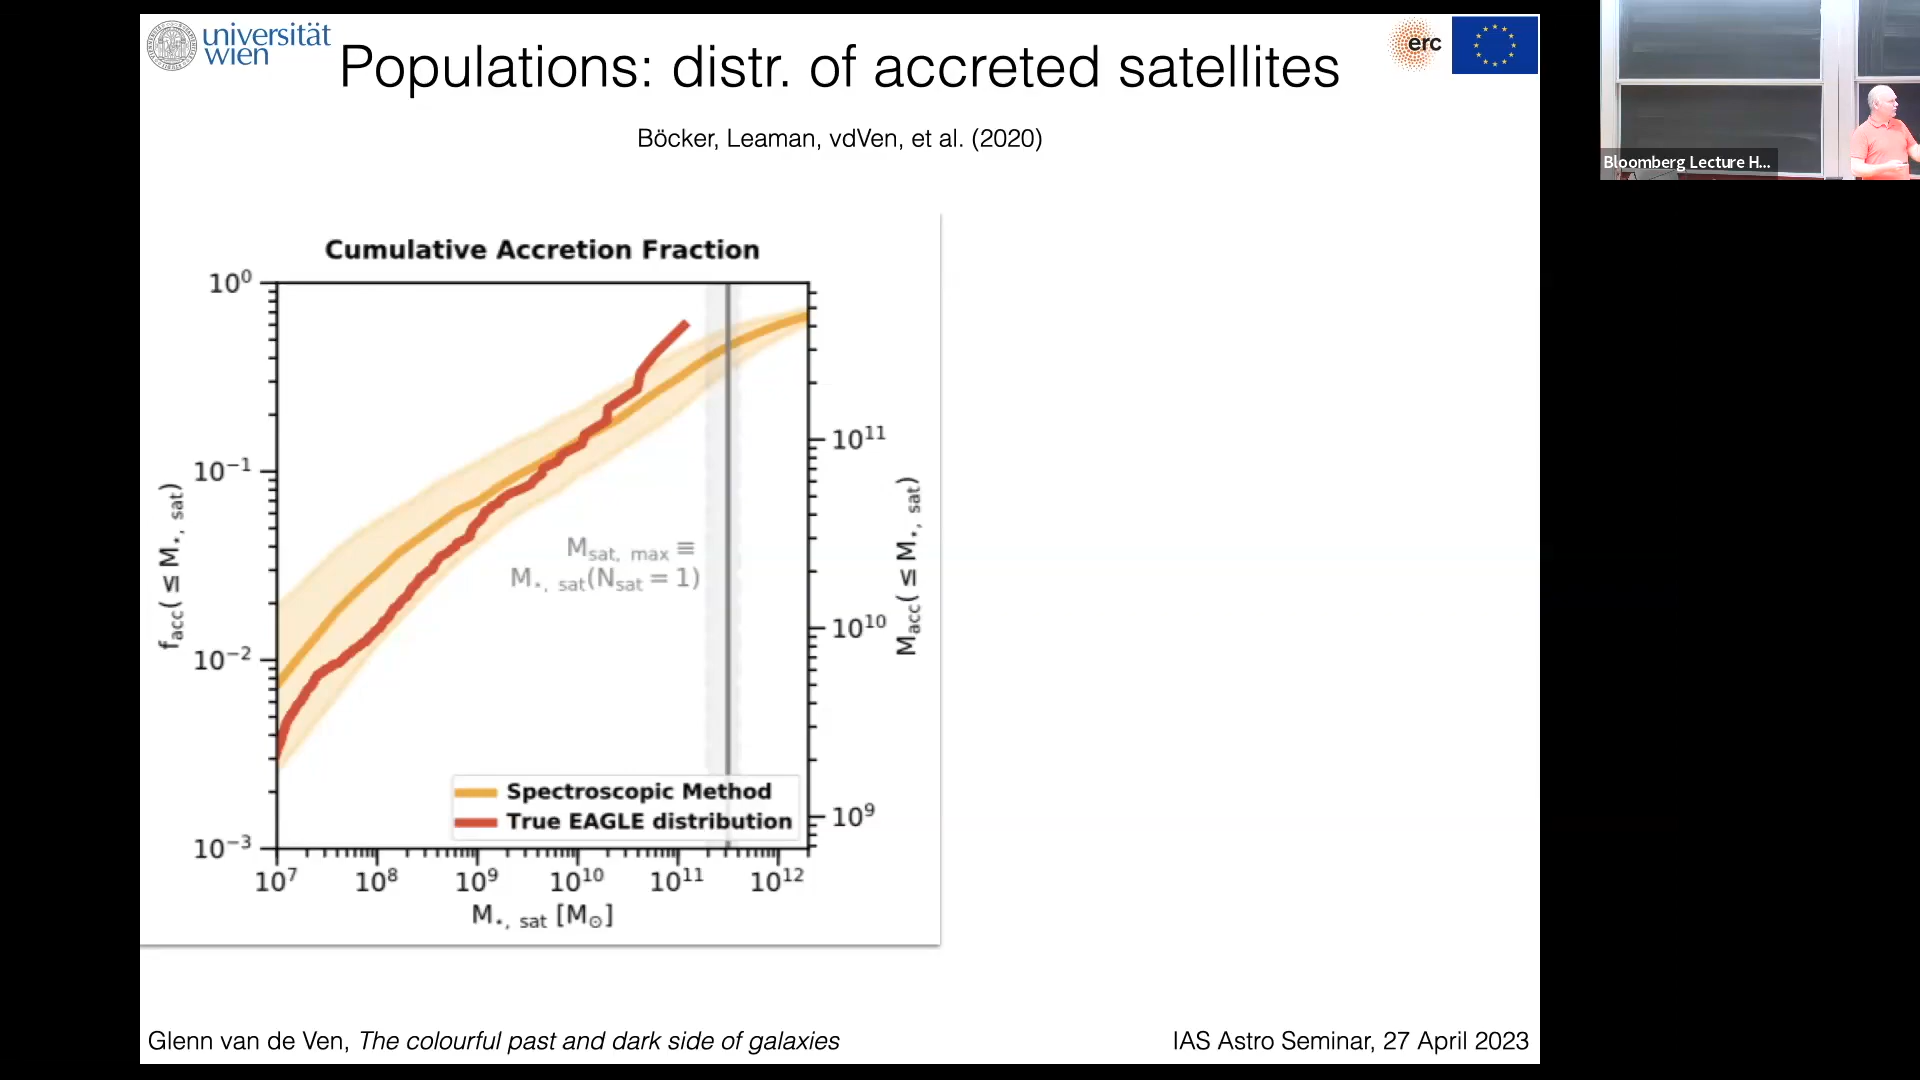 universität
wien
Populations: distr. of accreted satellites
erc
Böcker, Leaman, vdVen, et al. (2020)
Bloomberg Lecture H...
Cumulative Accretion Fraction
10⁰
10⁻¹
10⁻²
10⁻³
f_acc(≤ M⋆, sat)
10¹¹
10¹⁰
10⁹
M_acc(≤ M⋆, sat)
M_sat, max ≡
M⋆, sat(N_sat = 1)
Spectroscopic Method
True EAGLE distribution
10⁷ 10⁸ 10⁹ 10¹⁰ 10¹¹ 10¹²
M⋆, sat [M⊙]
Glenn van de Ven, The colourful past and dark side of galaxies
IAS Astro Seminar, 27 April 2023